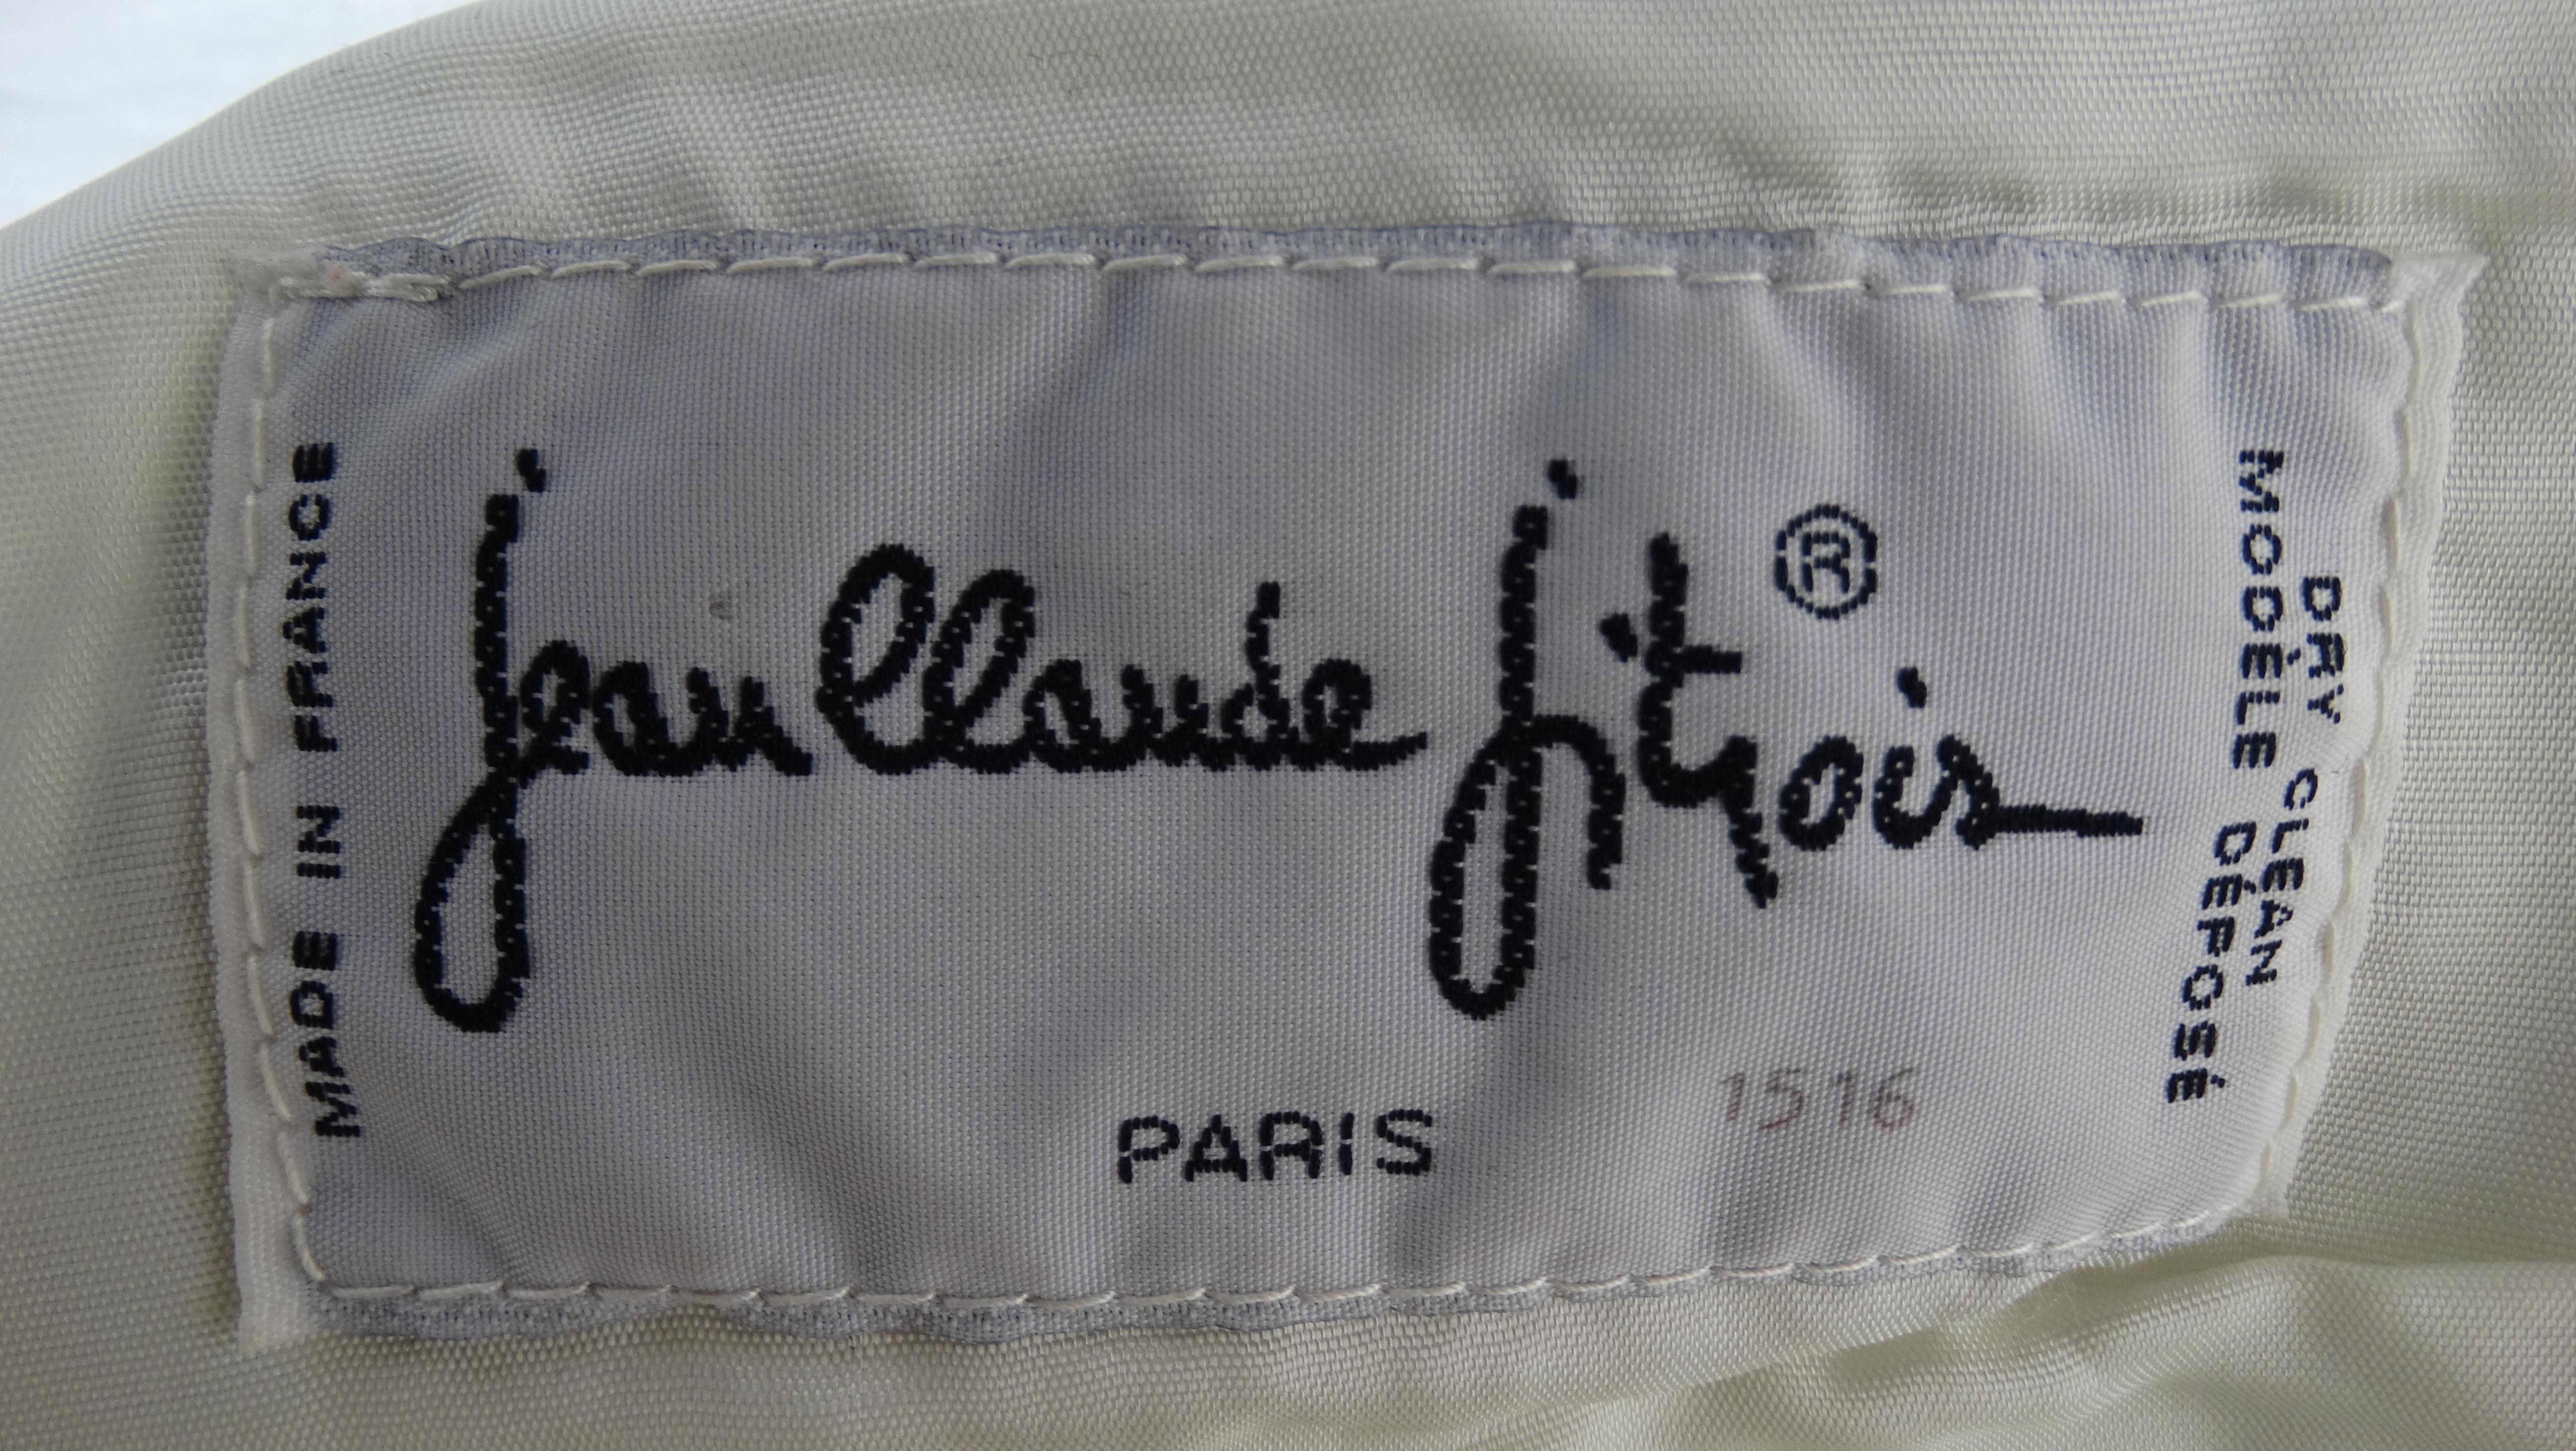 MADE IN FRANCE
jean Claude jitrois ®
PARIS
1516
DRY CLEAN
MODÈLE DÉPOSÉ